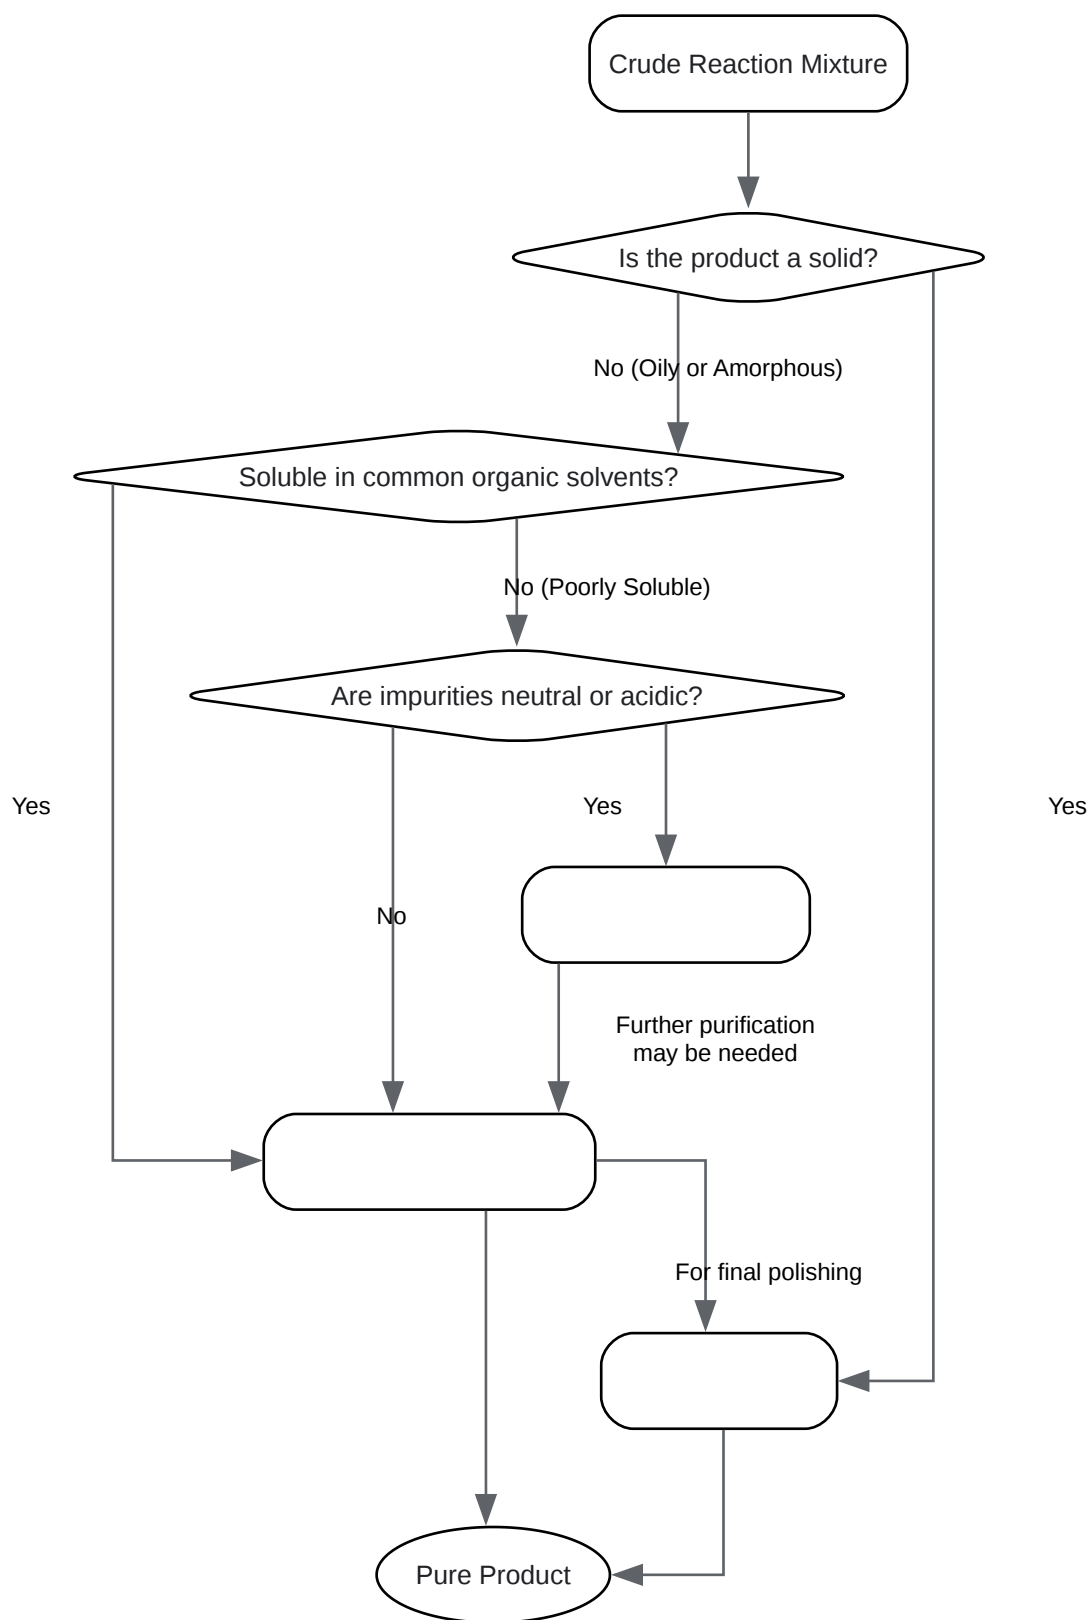 Crude Reaction Mixture
Is the product a solid?
No (Oily or Amorphous)
Soluble in common organic solvents?
No (Poorly Soluble)
Are impurities neutral or acidic?
Yes
Yes
Yes
No
Further purification
may be needed
For final polishing
Pure Product